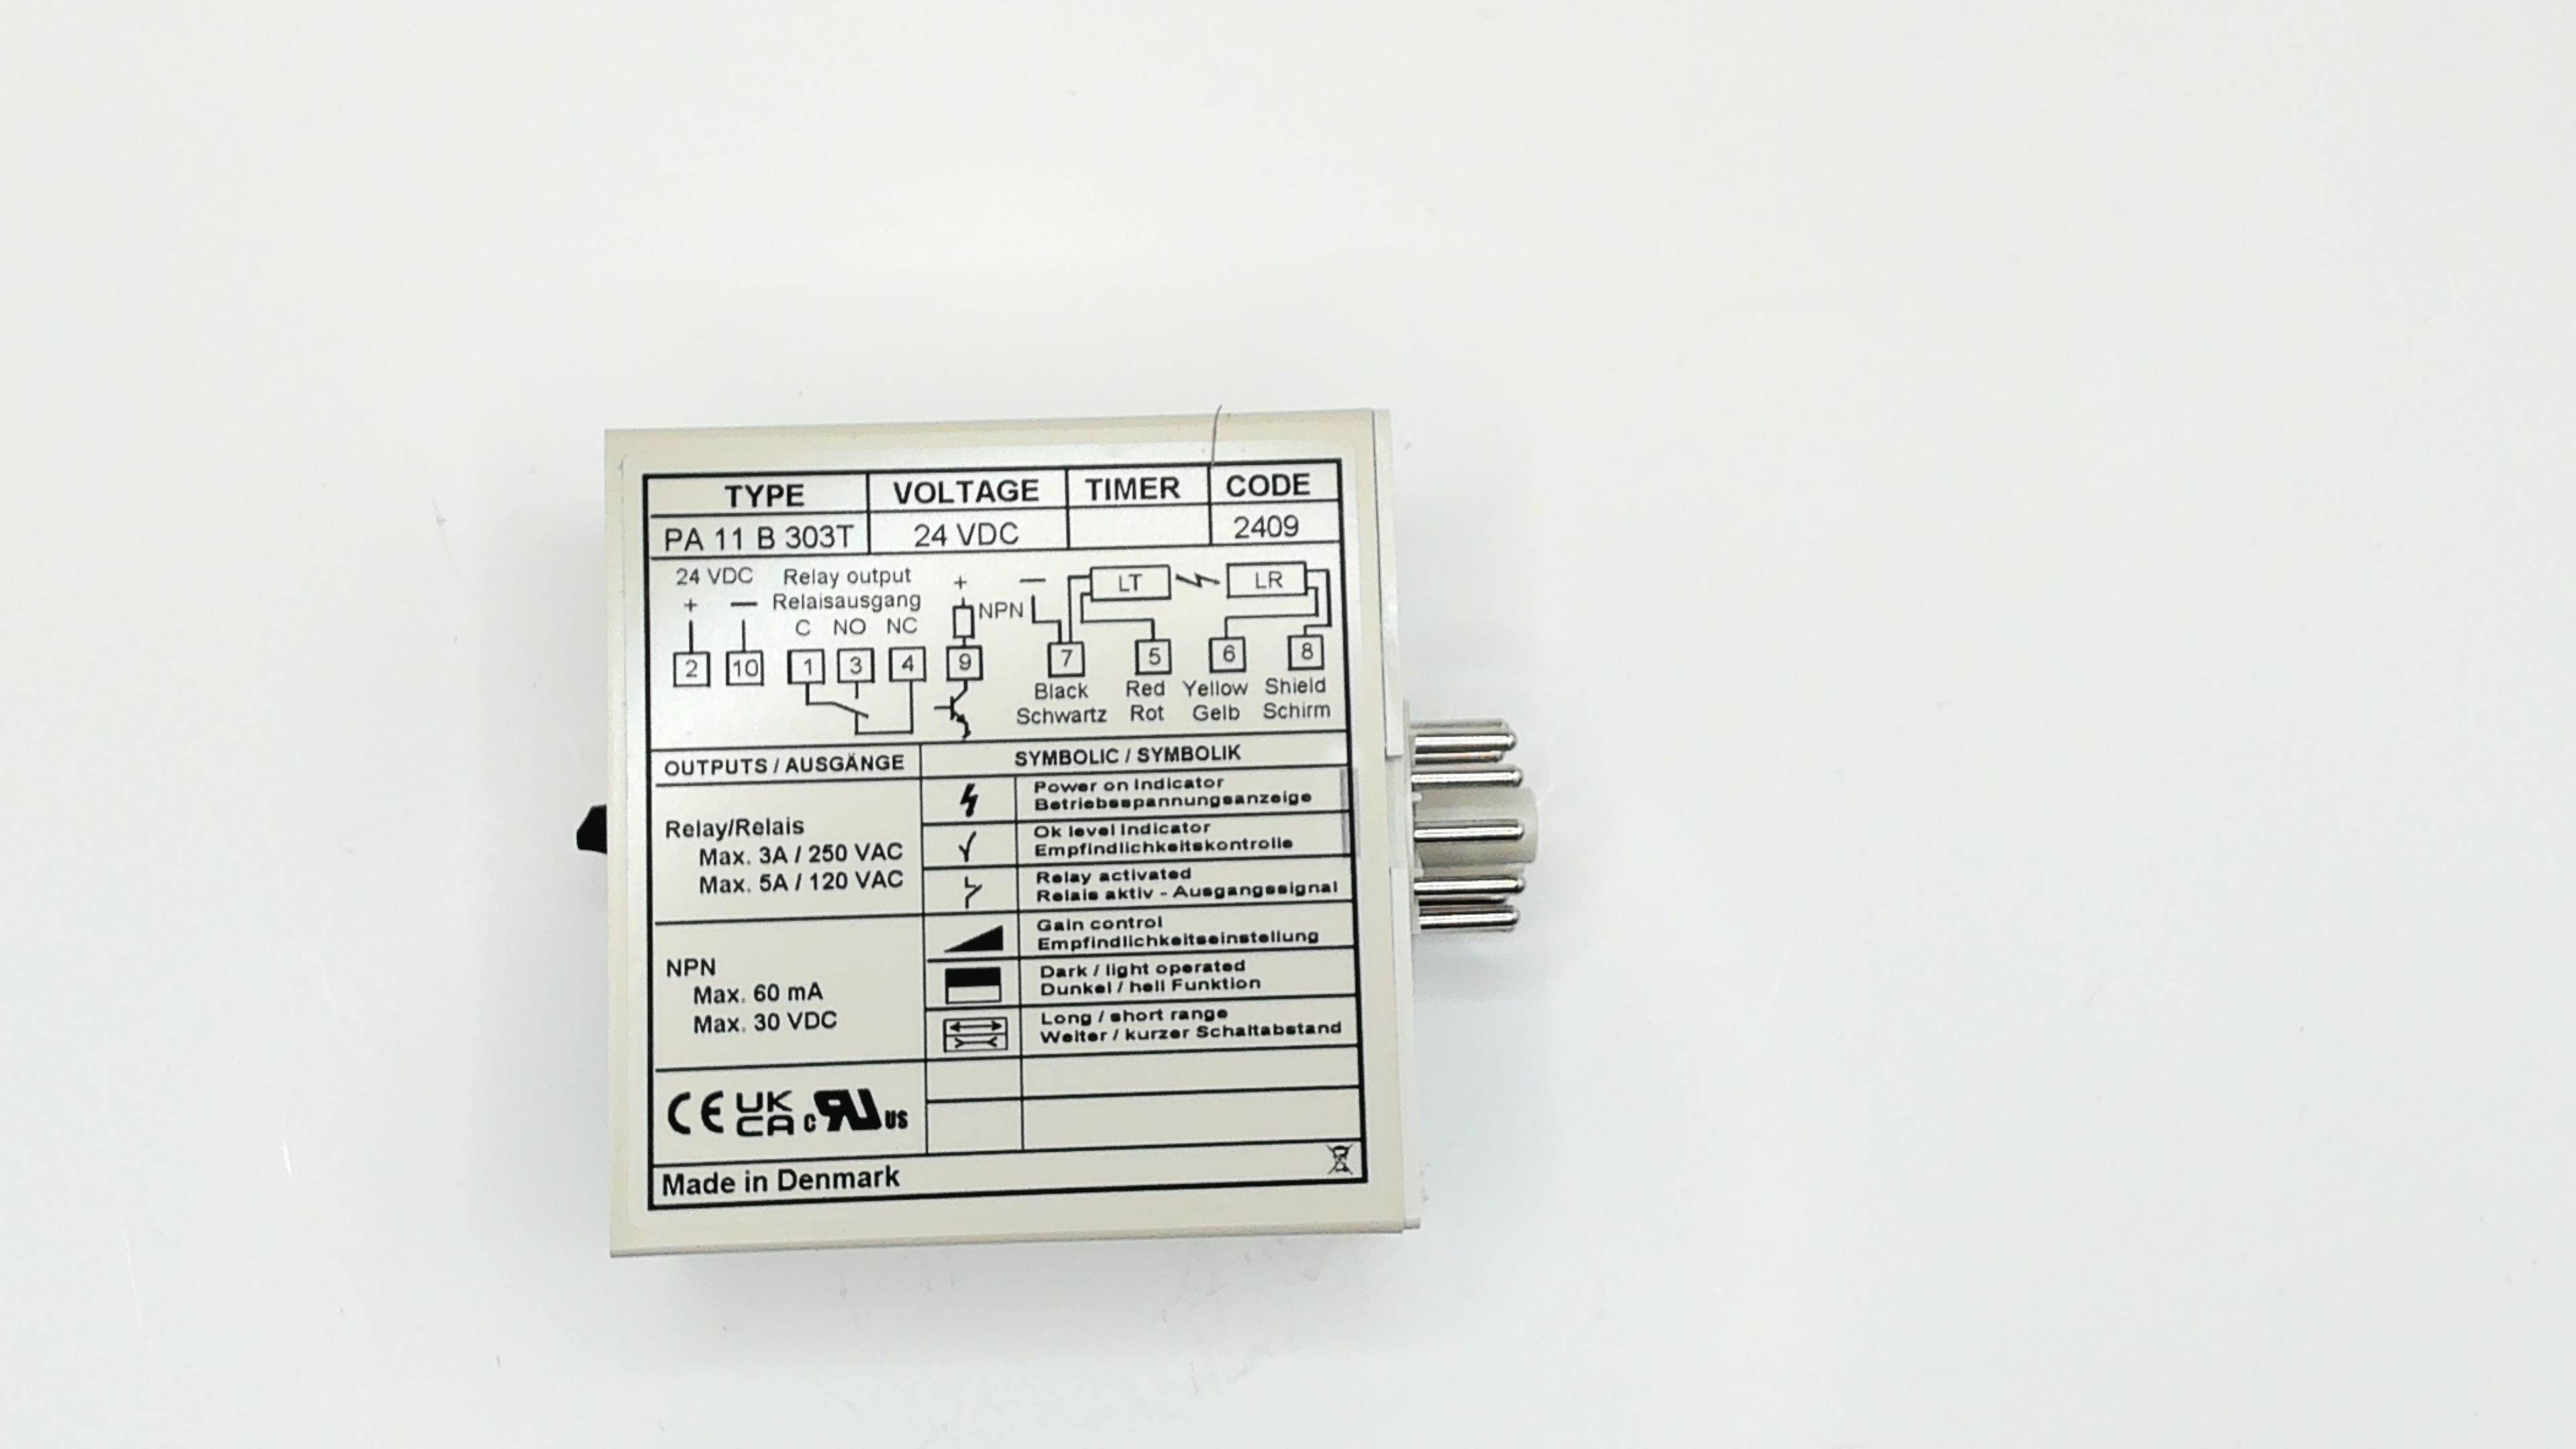 TYPE VOLTAGE TIMER CODE
PA 11 B 303T 24 VDC 2409
24 VDC Relay output + — LT LR
+ — Relaisausgang NPN
C NO NC
2 10 1 3 4 9 7 5 6 8
Black Red Yellow Shield
Schwartz Rot Gelb Schirm
OUTPUTS / AUSGÄNGE SYMBOLIC / SYMBOLIK
Relay/Relais
Max. 3A / 250 VAC
Max. 5A / 120 VAC
Power on Indicator
Betriebsspannungsanzeige
Ok level Indicator
Empfindlichkeitskontrolle
Relay activated
Relais aktiv - Ausgangssignal
Gain control
Empfindlichkeitseinstellung
NPN
Max. 60 mA
Max. 30 VDC
Dark / light operated
Dunkel / hell Funktion
Long / short range
Weiter / kurzer Schaltabstand
CE UK CA c RU US
Made in Denmark